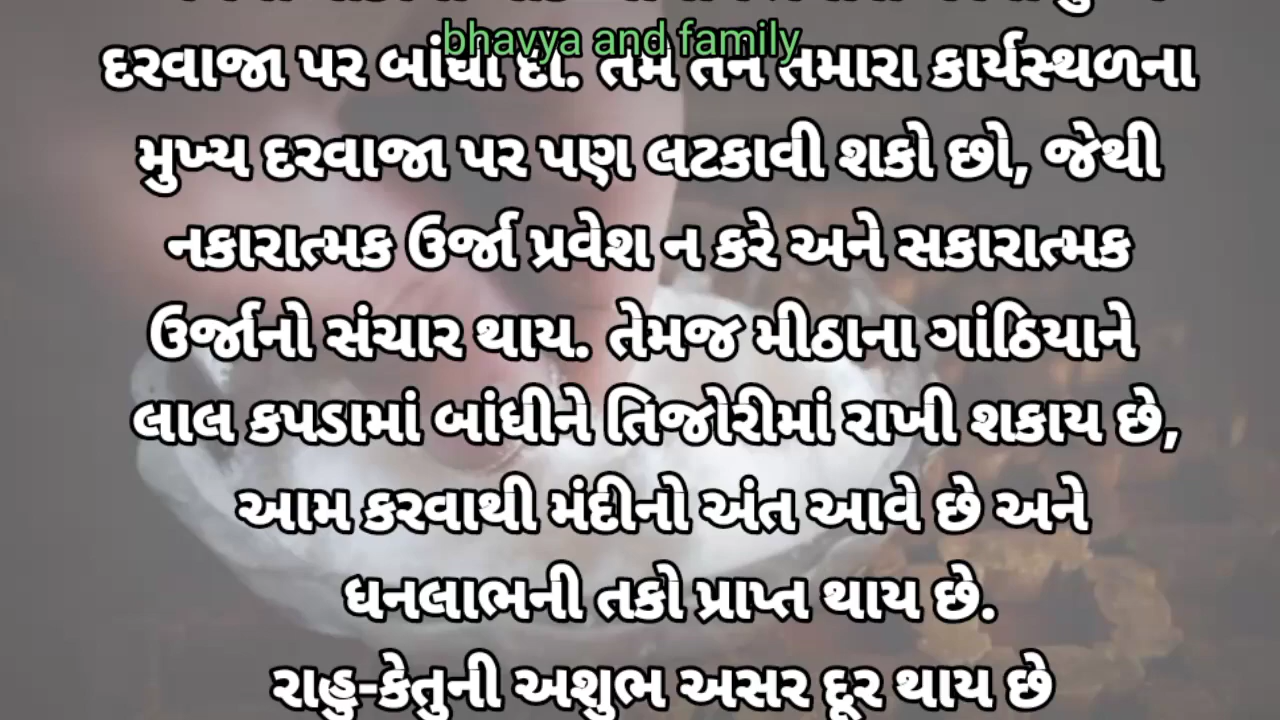 bhavya and family
દરવાજા પર બાંધી દો. તમે તેને તમારા કાર્યસ્થળના
મુખ્ય દરવાજા પર પણ લટકાવી શકો છો, જેથી
નકારાત્મક ઉર્જા પ્રવેશ ન કરે અને સકારાત્મક
ઉર્જાનો સંચાર થાય. તેમજ મીઠાના ગાંઠિયાને
લાલ કપડામાં બાંધીને તિજોરીમાં રાખી શકાય છે,
આમ કરવાથી મંદીનો અંત આવે છે અને
ધનલાભની તકો પ્રાપ્ત થાય છે.
રાહુ-કેતુની અશુભ અસર દૂર થાય છે